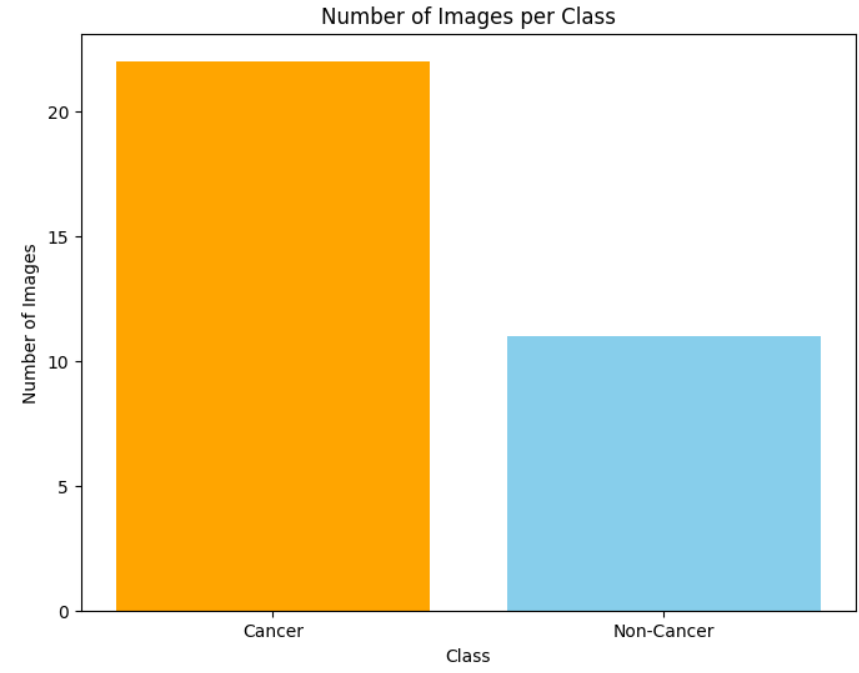 Number of Images per Class
Number of Images
20
15
10
5
0
Cancer
Non-Cancer
Class